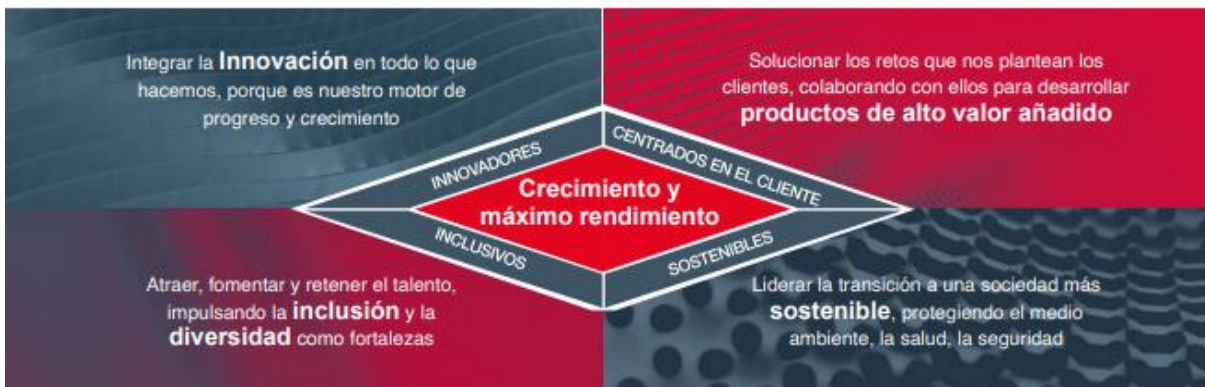 Integrar la Innovación en todo lo que
hacemos, porque es nuestro motor de
progreso y crecimiento
Solucionar los retos que nos plantean los
clientes, colaborando con ellos para desarrollar
productos de alto valor añadido
INNOVADORES
CENTRADOS EN EL CLIENTE
Crecimiento y
máximo rendimiento
INCLUSIVOS
SOSTENIBLES
Atraer, fomentar y retener el talento,
impulsando la inclusión y la
diversidad como fortalezas
Liderar la transición a una sociedad más
sostenible, protegiendo el medio
ambiente, la salud, la seguridad